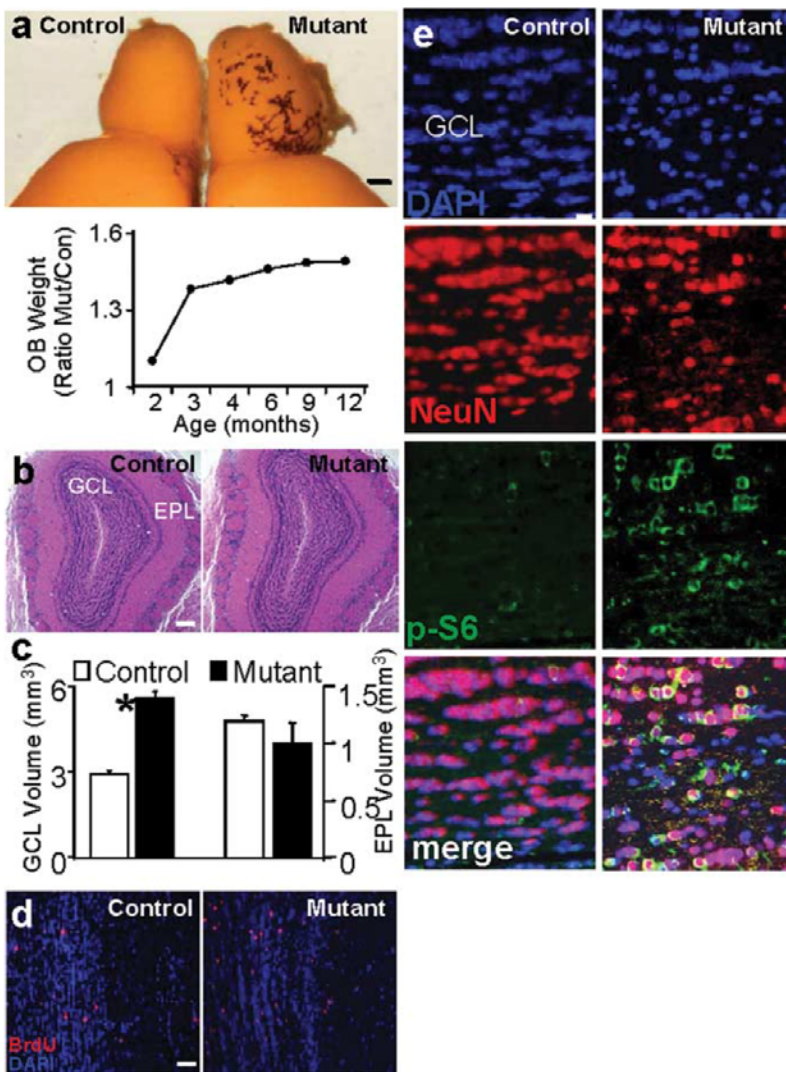 a
Control
Mutant
OB Weight
(Ratio Mut/Con)
1.6
1.3
1
2 3 4 6 9 12
Age (months)
b
Control
Mutant
GCL
EPL
c
Control
Mutant
GCL Volume (mm³)
6
3
0
*
EPL Volume (mm³)
1.5
1
0.5
0
d
Control
Mutant
BrdU
DAPI
e
Control
Mutant
GCL
DAPI
NeuN
p-S6
merge